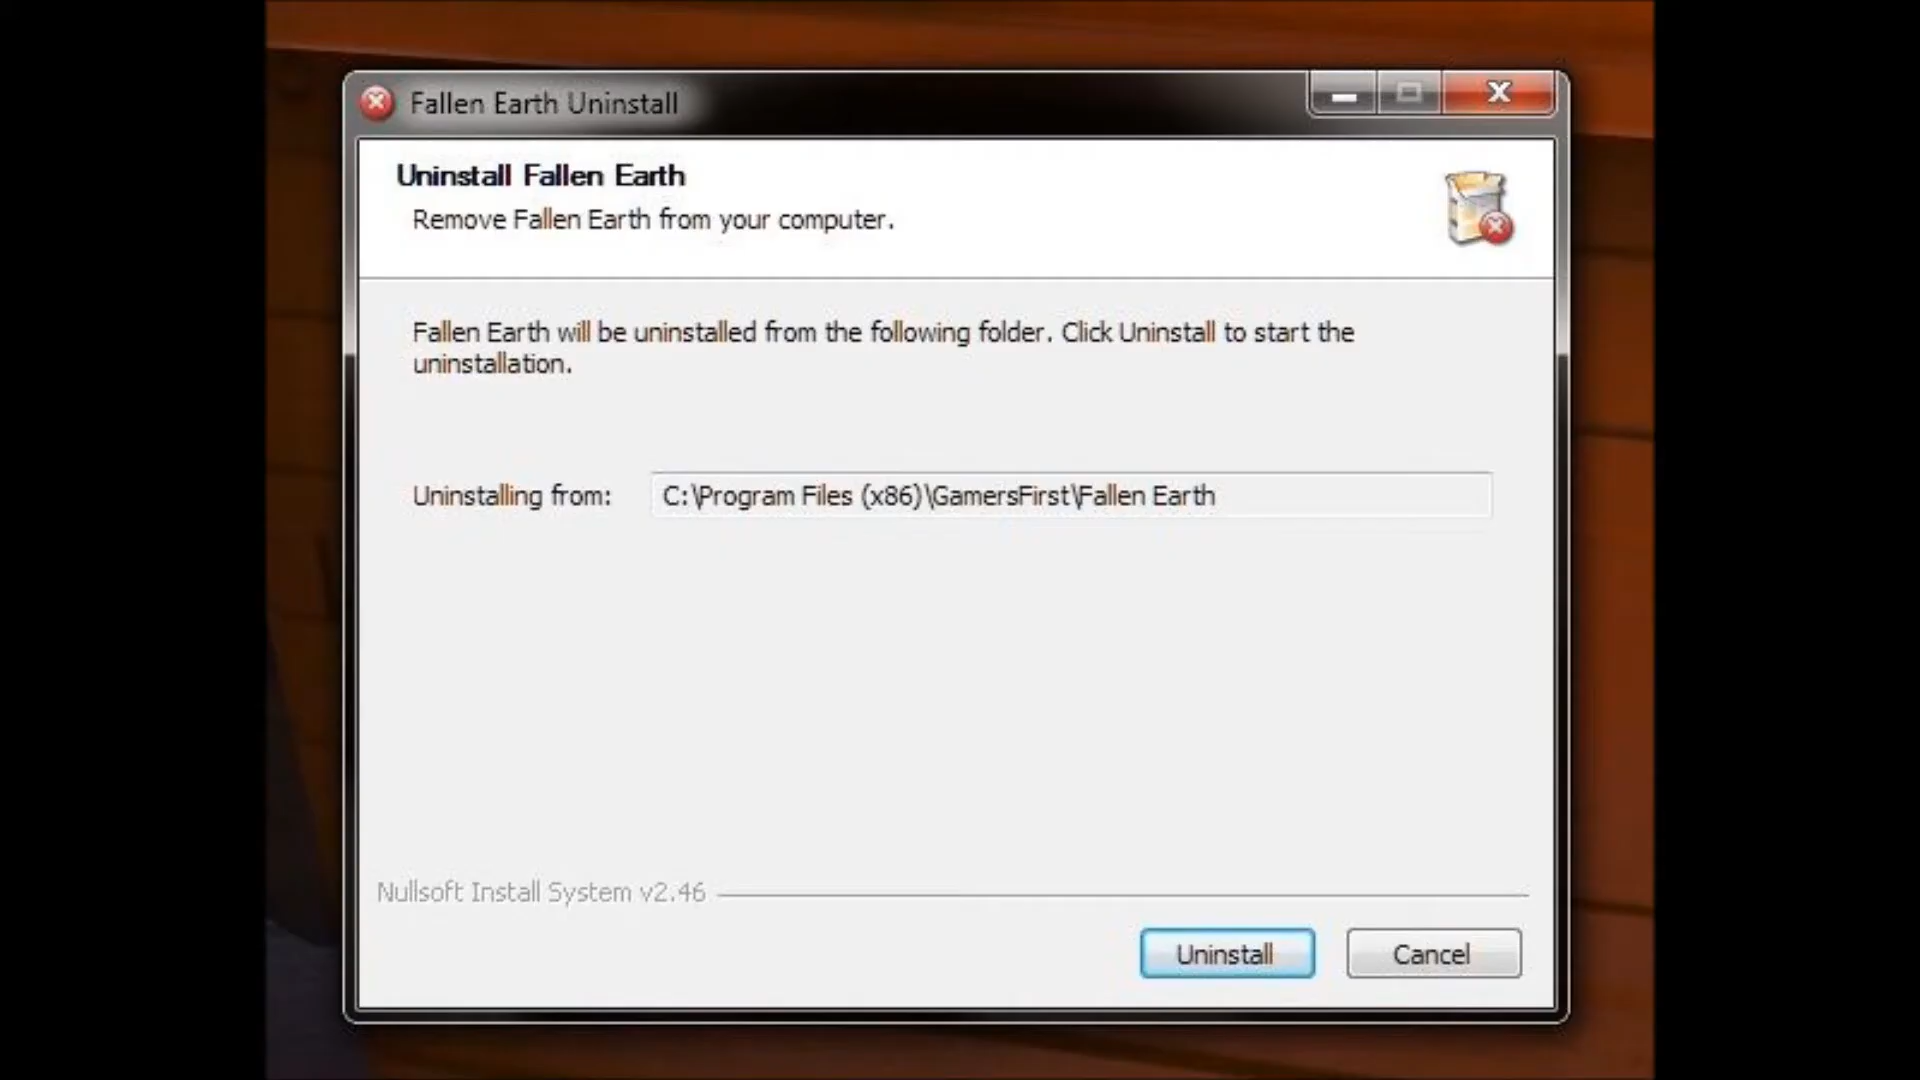 Fallen Earth Uninstall
Uninstall Fallen Earth
Remove Fallen Earth from your computer.
Fallen Earth will be uninstalled from the following folder. Click Uninstall to start the
uninstallation.
Uninstalling from: C:\Program Files (x86)\GamersFirst\Fallen Earth
Nullsoft Install System v2.46
Uninstall Cancel